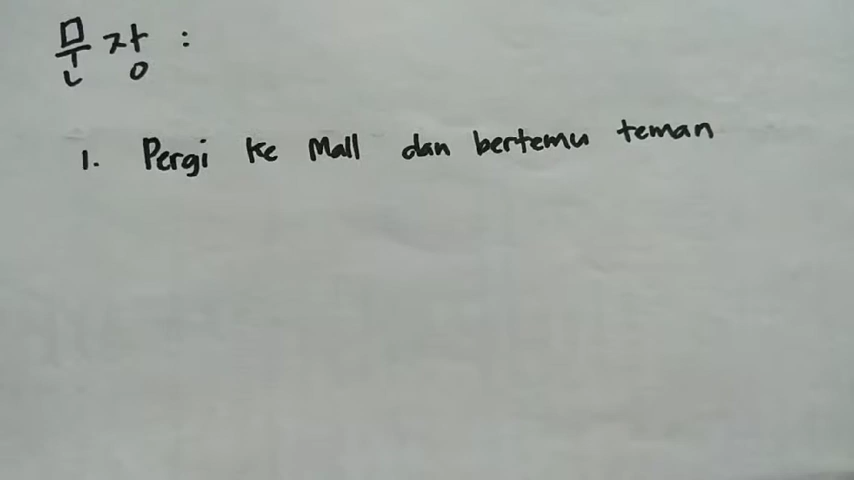 문장 :
1. Pergi ke Mall dan bertemu teman